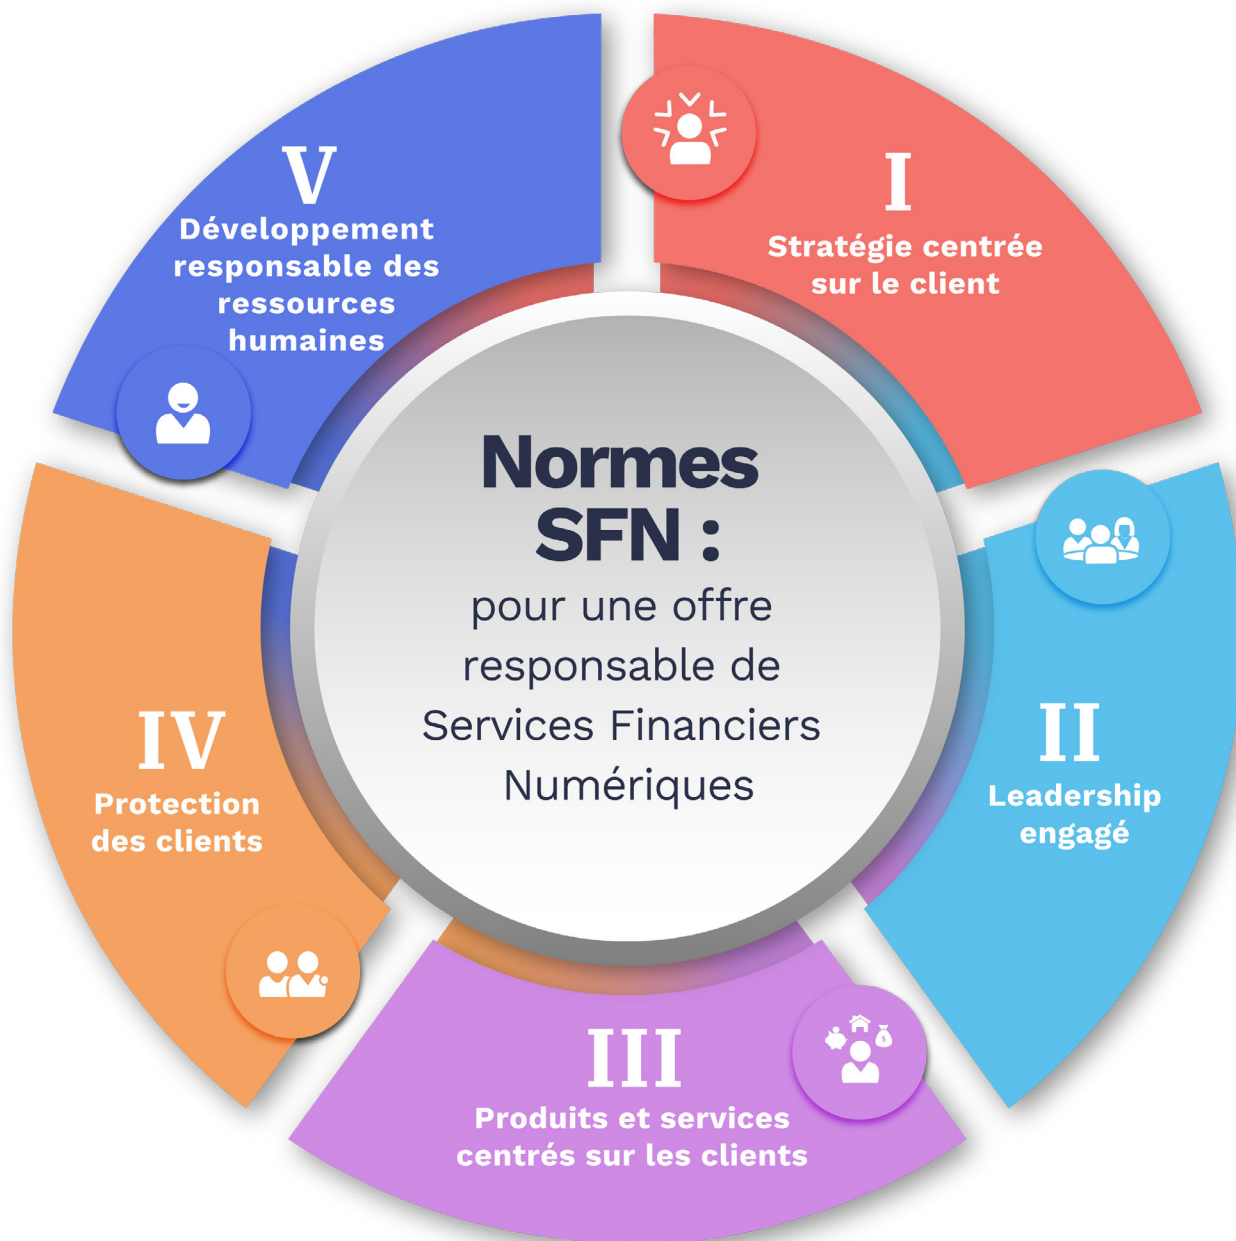 Normes
SFN :
pour une offre
responsable de
Services Financiers
Numériques
I
Stratégie centrée
sur le client
II
Leadership
engagé
III
Produits et services
centrés sur les clients
IV
Protection
des clients
V
Développement
responsable des
ressources
humaines
$